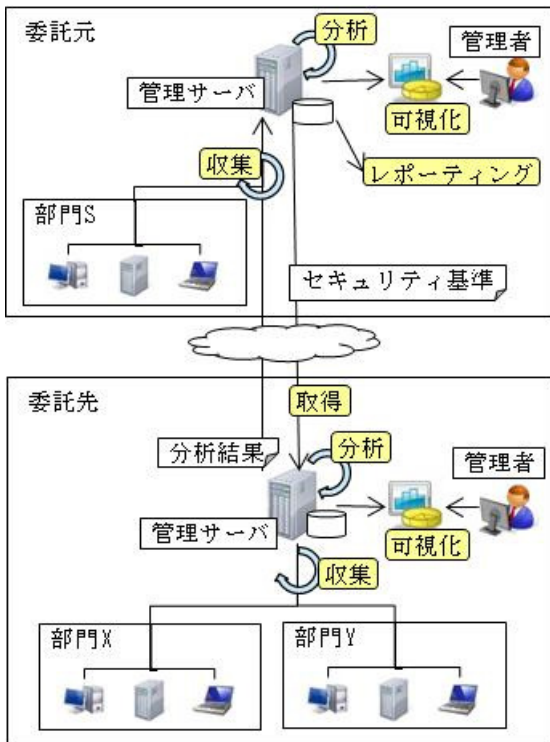 委託元
分析
管理者
管理サーバ
可視化
収集
レポーティング
部門S
セキュリティ基準
委託先
取得
分析
分析結果
管理者
管理サーバ
可視化
収集
部門X
部門Y